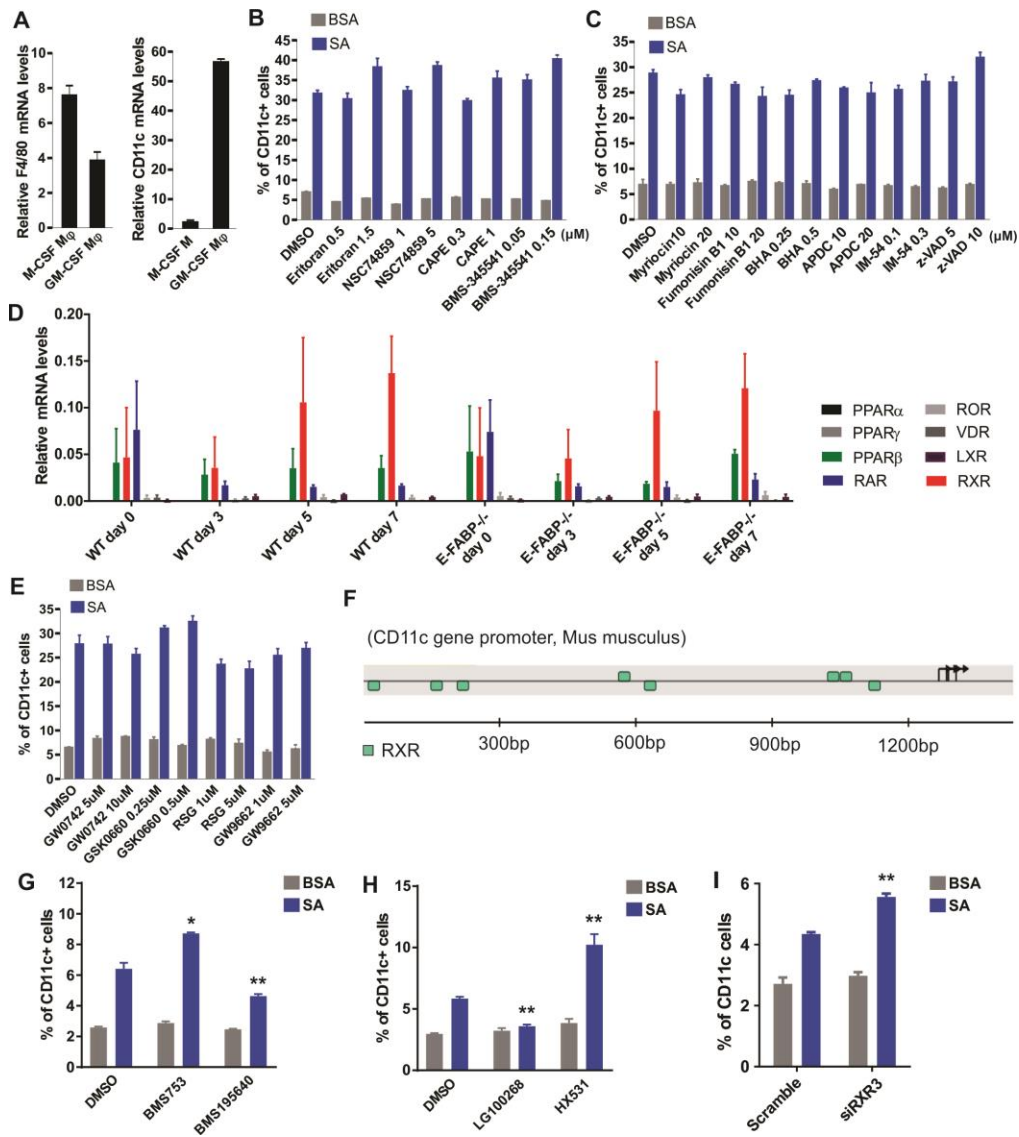 A
Relative F4/80 mRNA levels
10
8
6
4
2
0
M-CSF Mφ
GM-CSF Mφ
Relative CD11c mRNA levels
60
50
40
30
20
10
0
M-CSF M
GM-CSF Mφ
B
BSA
SA
% of CD11c+ cells
45
40
35
30
25
20
15
10
5
0
DMSO
Eritoran 0.5
Eritoran 1.5
NSC74859 1
NSC74859 5
CAPE 0.3
CAPE 1
BMS-345541 0.05
BMS-345541 0.15
(μM)
C
BSA
SA
% of CD11c+ cells
35
30
25
20
15
10
5
0
DMSO
Myriocin10
Myriocin 20
Fumonisin B1 10
Fumonisin B1 20
BHA 0.25
BHA 0.5
APDC 10
APDC 20
IM-54 0.1
IM-54 0.3
z-VAD 5
z-VAD 10
(μM)
D
Relative mRNA levels
0.20
0.15
0.10
0.05
0.00
WT day 0
WT day 3
WT day 5
WT day 7
E-FABP-/-
day 0
E-FABP-/-
day 3
E-FABP-/-
day 5
E-FABP-/-
day 7
PPARα
PPARγ
PPARβ
RAR
ROR
VDR
LXR
RXR
E
BSA
SA
% of CD11c+ cells
35
30
25
20
15
10
5
0
DMSO
GW0742 5uM
GW0742 10uM
GSK0660 0.25uM
GSK0660 0.5uM
RSG 1uM
RSG 5uM
GW9662 1uM
GW9662 5uM
F
(CD11c gene promoter, Mus musculus)
300bp
600bp
900bp
1200bp
RXR
G
BSA
SA
% of CD11c+ cells
12
10
8
6
4
2
0
*
**
DMSO
BMS753
BMS195640
H
BSA
SA
% of CD11c+ cells
15
10
5
0
**
**
DMSO
LG100268
HX531
I
BSA
SA
% of CD11c cells
6
4
2
0
**
Scramble
siRXR3